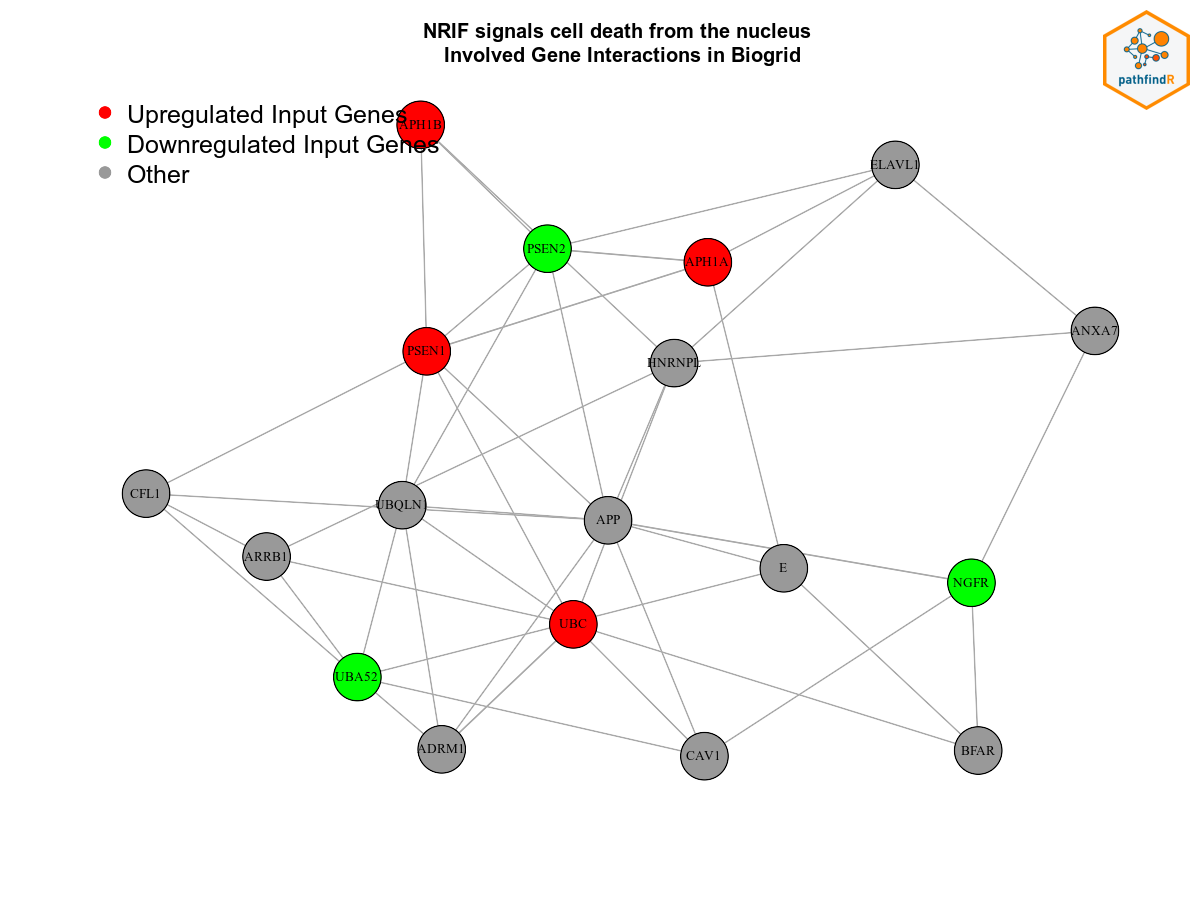 NRIF signals cell death from the nucleus
Involved Gene Interactions in Biogrid
pathfindR
Upregulated Input Genes
Downregulated Input Genes
Other
APH1B
ELAVL1
PSEN2
APH1A
ANXA7
PSEN1
HNRNPL
CFL1
UBQLN
APP
ARRB1
E
NGFR
UBC
UBA52
ADRM1
CAV1
BFAR